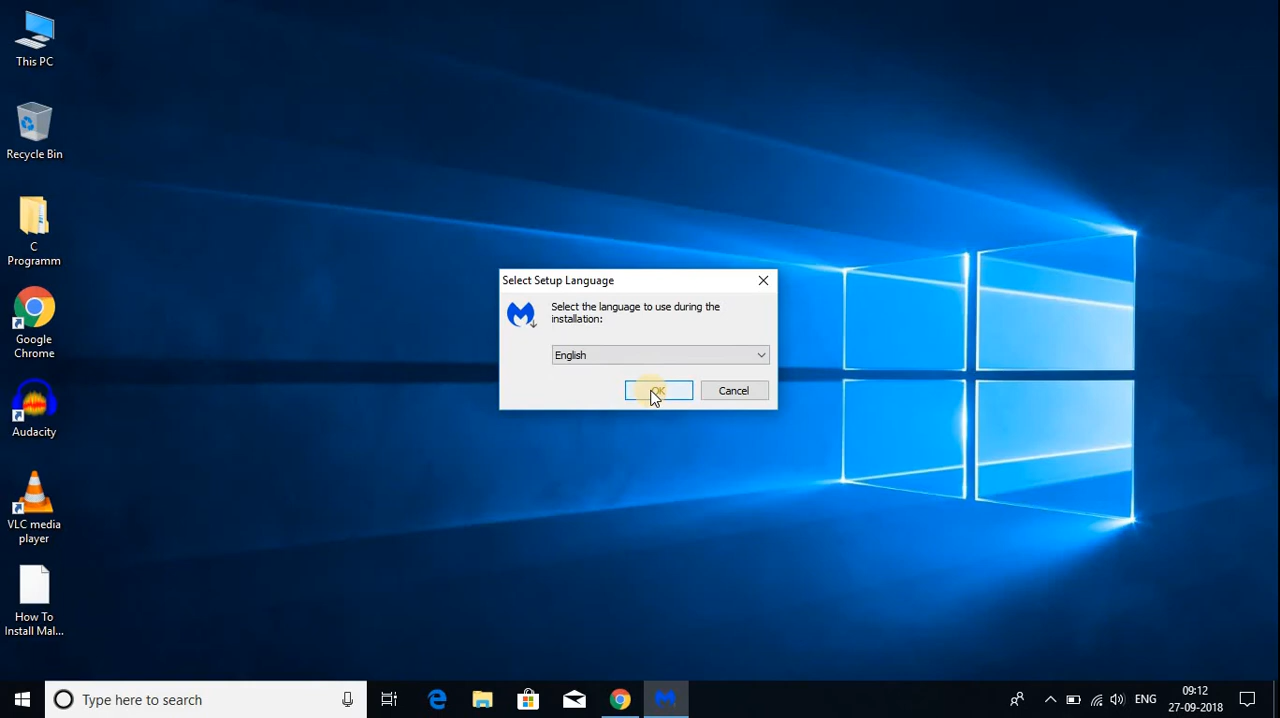 This PC
Recycle Bin
C
Programm
Google
Chrome
Audacity
VLC media
player
How To
Install Mal...
Select Setup Language
Select the language to use during the
installation:
English
OK
Cancel
Type here to search
ENG
09:12
27-09-2018